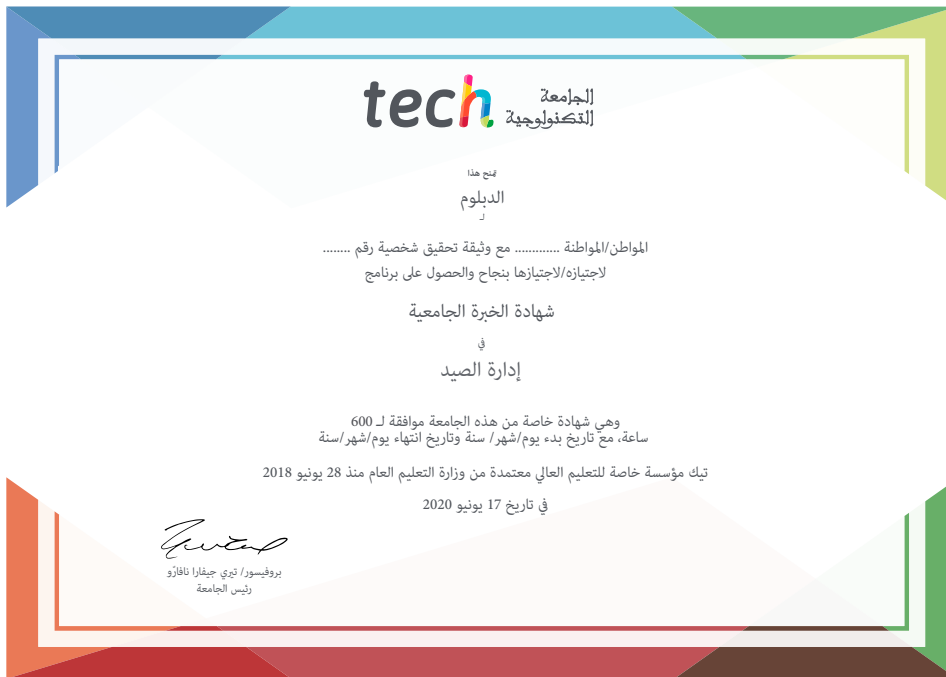 tech الجامعة
التكنولوجية
يمنح هذا
الدبلوم
لـ
المواطن/المواطنة ............. مع وثيقة تحقيق شخصية رقم ........
لاجتيازه/لاجتيازها بنجاح والحصول على برنامج
شهادة الخبرة الجامعية
في
إدارة الصيد
وهي شهادة خاصة من هذه الجامعة موافقة لـ 600
ساعة، مع تاريخ بدء يوم/شهر/ سنة وتاريخ انتهاء يوم/شهر/سنة
تيك مؤسسة خاصة للتعليم العالي معتمدة من وزارة التعليم العام منذ 28 يونيو 2018
في تاريخ 17 يونيو 2020
بروفيسور/ تيري جيفارا نافارّو
رئيس الجامعة